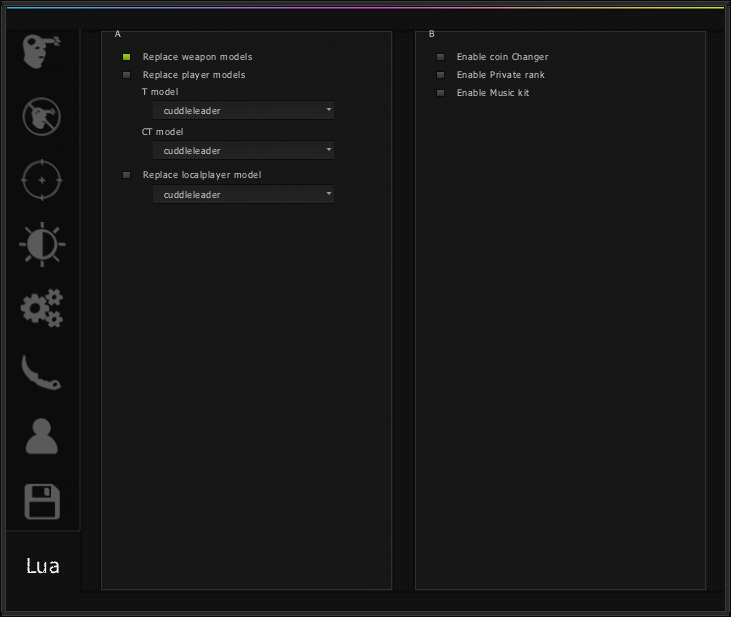 A
Replace weapon models
Replace player models
T model
cuddleleader
CT model
cuddleleader
Replace localplayer model
cuddleleader
B
Enable coin Changer
Enable Private rank
Enable Music kit
Lua